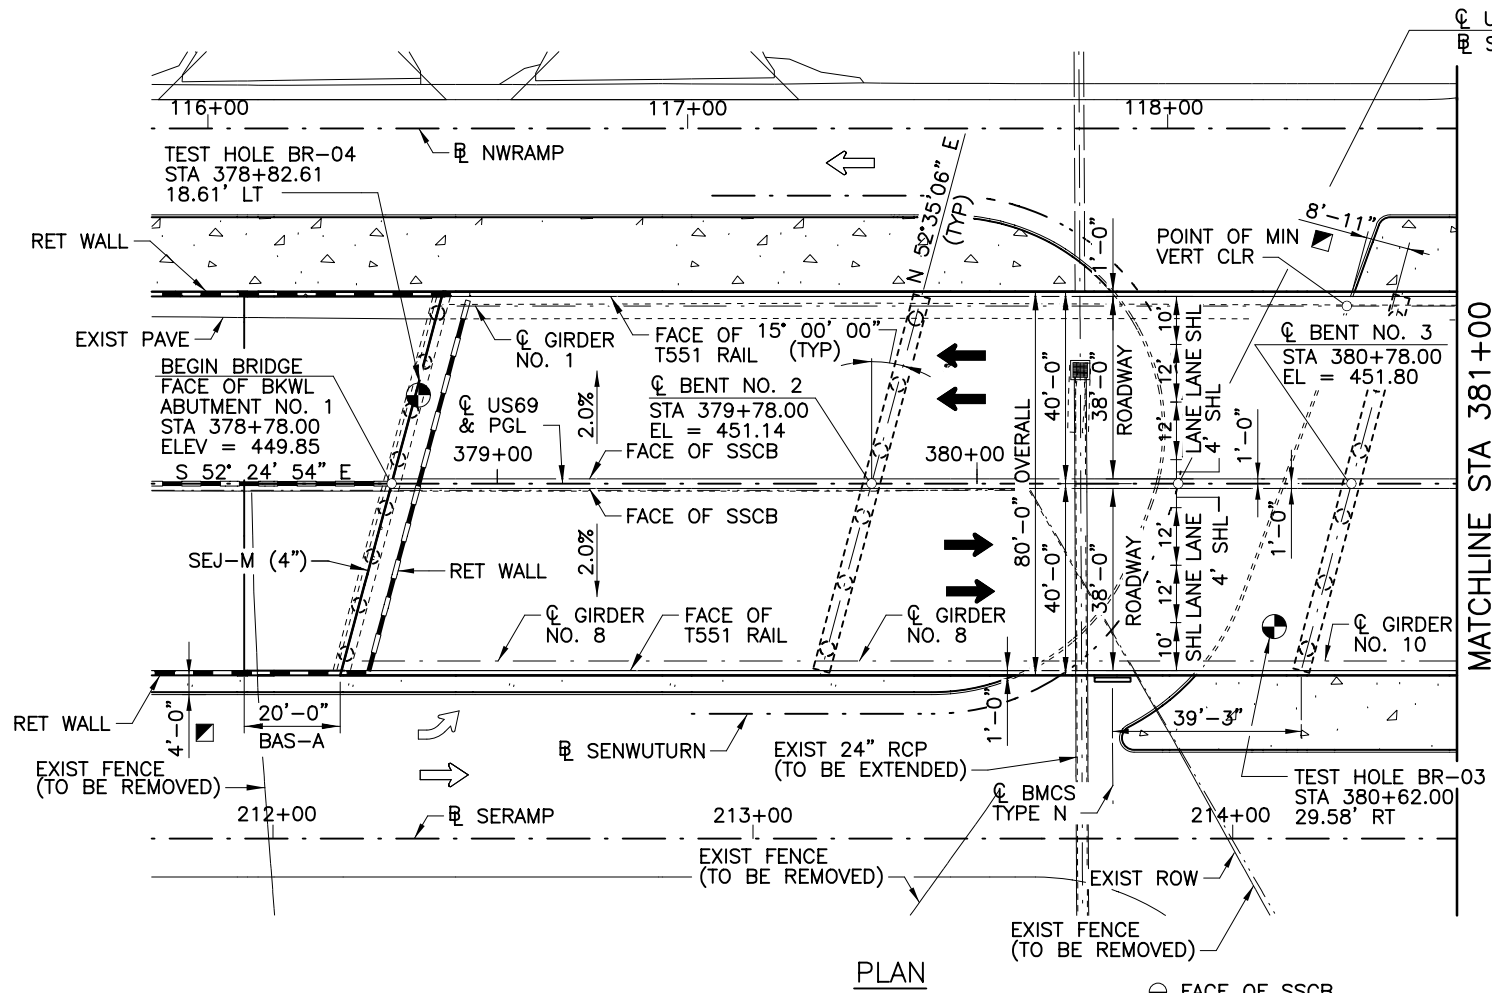 ℄ U
BL S
116+00
117+00
118+00
BL NWRAMP
TEST HOLE BR-04
STA 378+82.61
18.61' LT
N 52°35'06" E
(TYP)
1'-0"
8'-11"
RET WALL
POINT OF MIN
VERT CLR
EXIST PAVE
℄ GIRDER
NO. 1
FACE OF
T551 RAIL
15° 00' 00"
(TYP)
℄ BENT NO. 3
STA 380+78.00
EL = 451.80
BEGIN BRIDGE
FACE OF BKWL
ABUTMENT NO. 1
STA 378+78.00
ELEV = 449.85
℄ US69
& PGL
2.0%
℄ BENT NO. 2
STA 379+78.00
EL = 451.14
FACE OF SSCB
379+00
380+00
S 52° 24' 54" E
80'-0" OVERALL
40'-0"
38'-0"
ROADWAY
10'
12'
12'
SHL
LANE
LANE
4'
SHL
1'-0"
MATCHLINE STA 381+00
FACE OF SSCB
SEJ-M (4")
RET WALL
2.0%
40'-0"
38'-0"
ROADWAY
12'
12'
10'
LANE
LANE
SHL
4'
SHL
1'-0"
℄ GIRDER
NO. 8
FACE OF
T551 RAIL
℄ GIRDER
NO. 8
℄ GIRDER
NO. 10
RET WALL
4'-0"
20'-0"
BAS-A
1'-0"
39'-3"
BL SENWUTURN
EXIST 24" RCP
(TO BE EXTENDED)
EXIST FENCE
(TO BE REMOVED)
℄ BMCS
TYPE N
TEST HOLE BR-03
STA 380+62.00
29.58' RT
212+00
213+00
214+00
BL SERAMP
EXIST FENCE
(TO BE REMOVED)
EXIST ROW
EXIST FENCE
(TO BE REMOVED)
PLAN
FACE OF SSCB